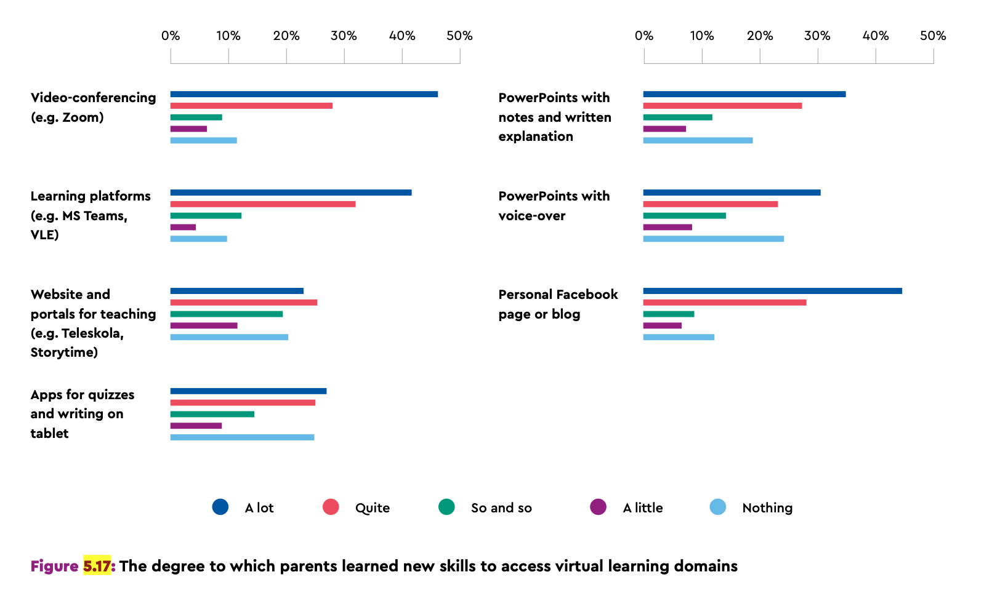 0% 10% 20% 30% 40% 50%
Video-conferencing
(e.g. Zoom)
Learning platforms
(e.g. MS Teams,
VLE)
Website and
portals for teaching
(e.g. Teleskola,
Storytime)
Apps for quizzes
and writing on
tablet
0% 10% 20% 30% 40% 50%
PowerPoints with
notes and written
explanation
PowerPoints with
voice-over
Personal Facebook
page or blog
A lot Quite So and so A little Nothing
Figure 5.17: The degree to which parents learned new skills to access virtual learning domains